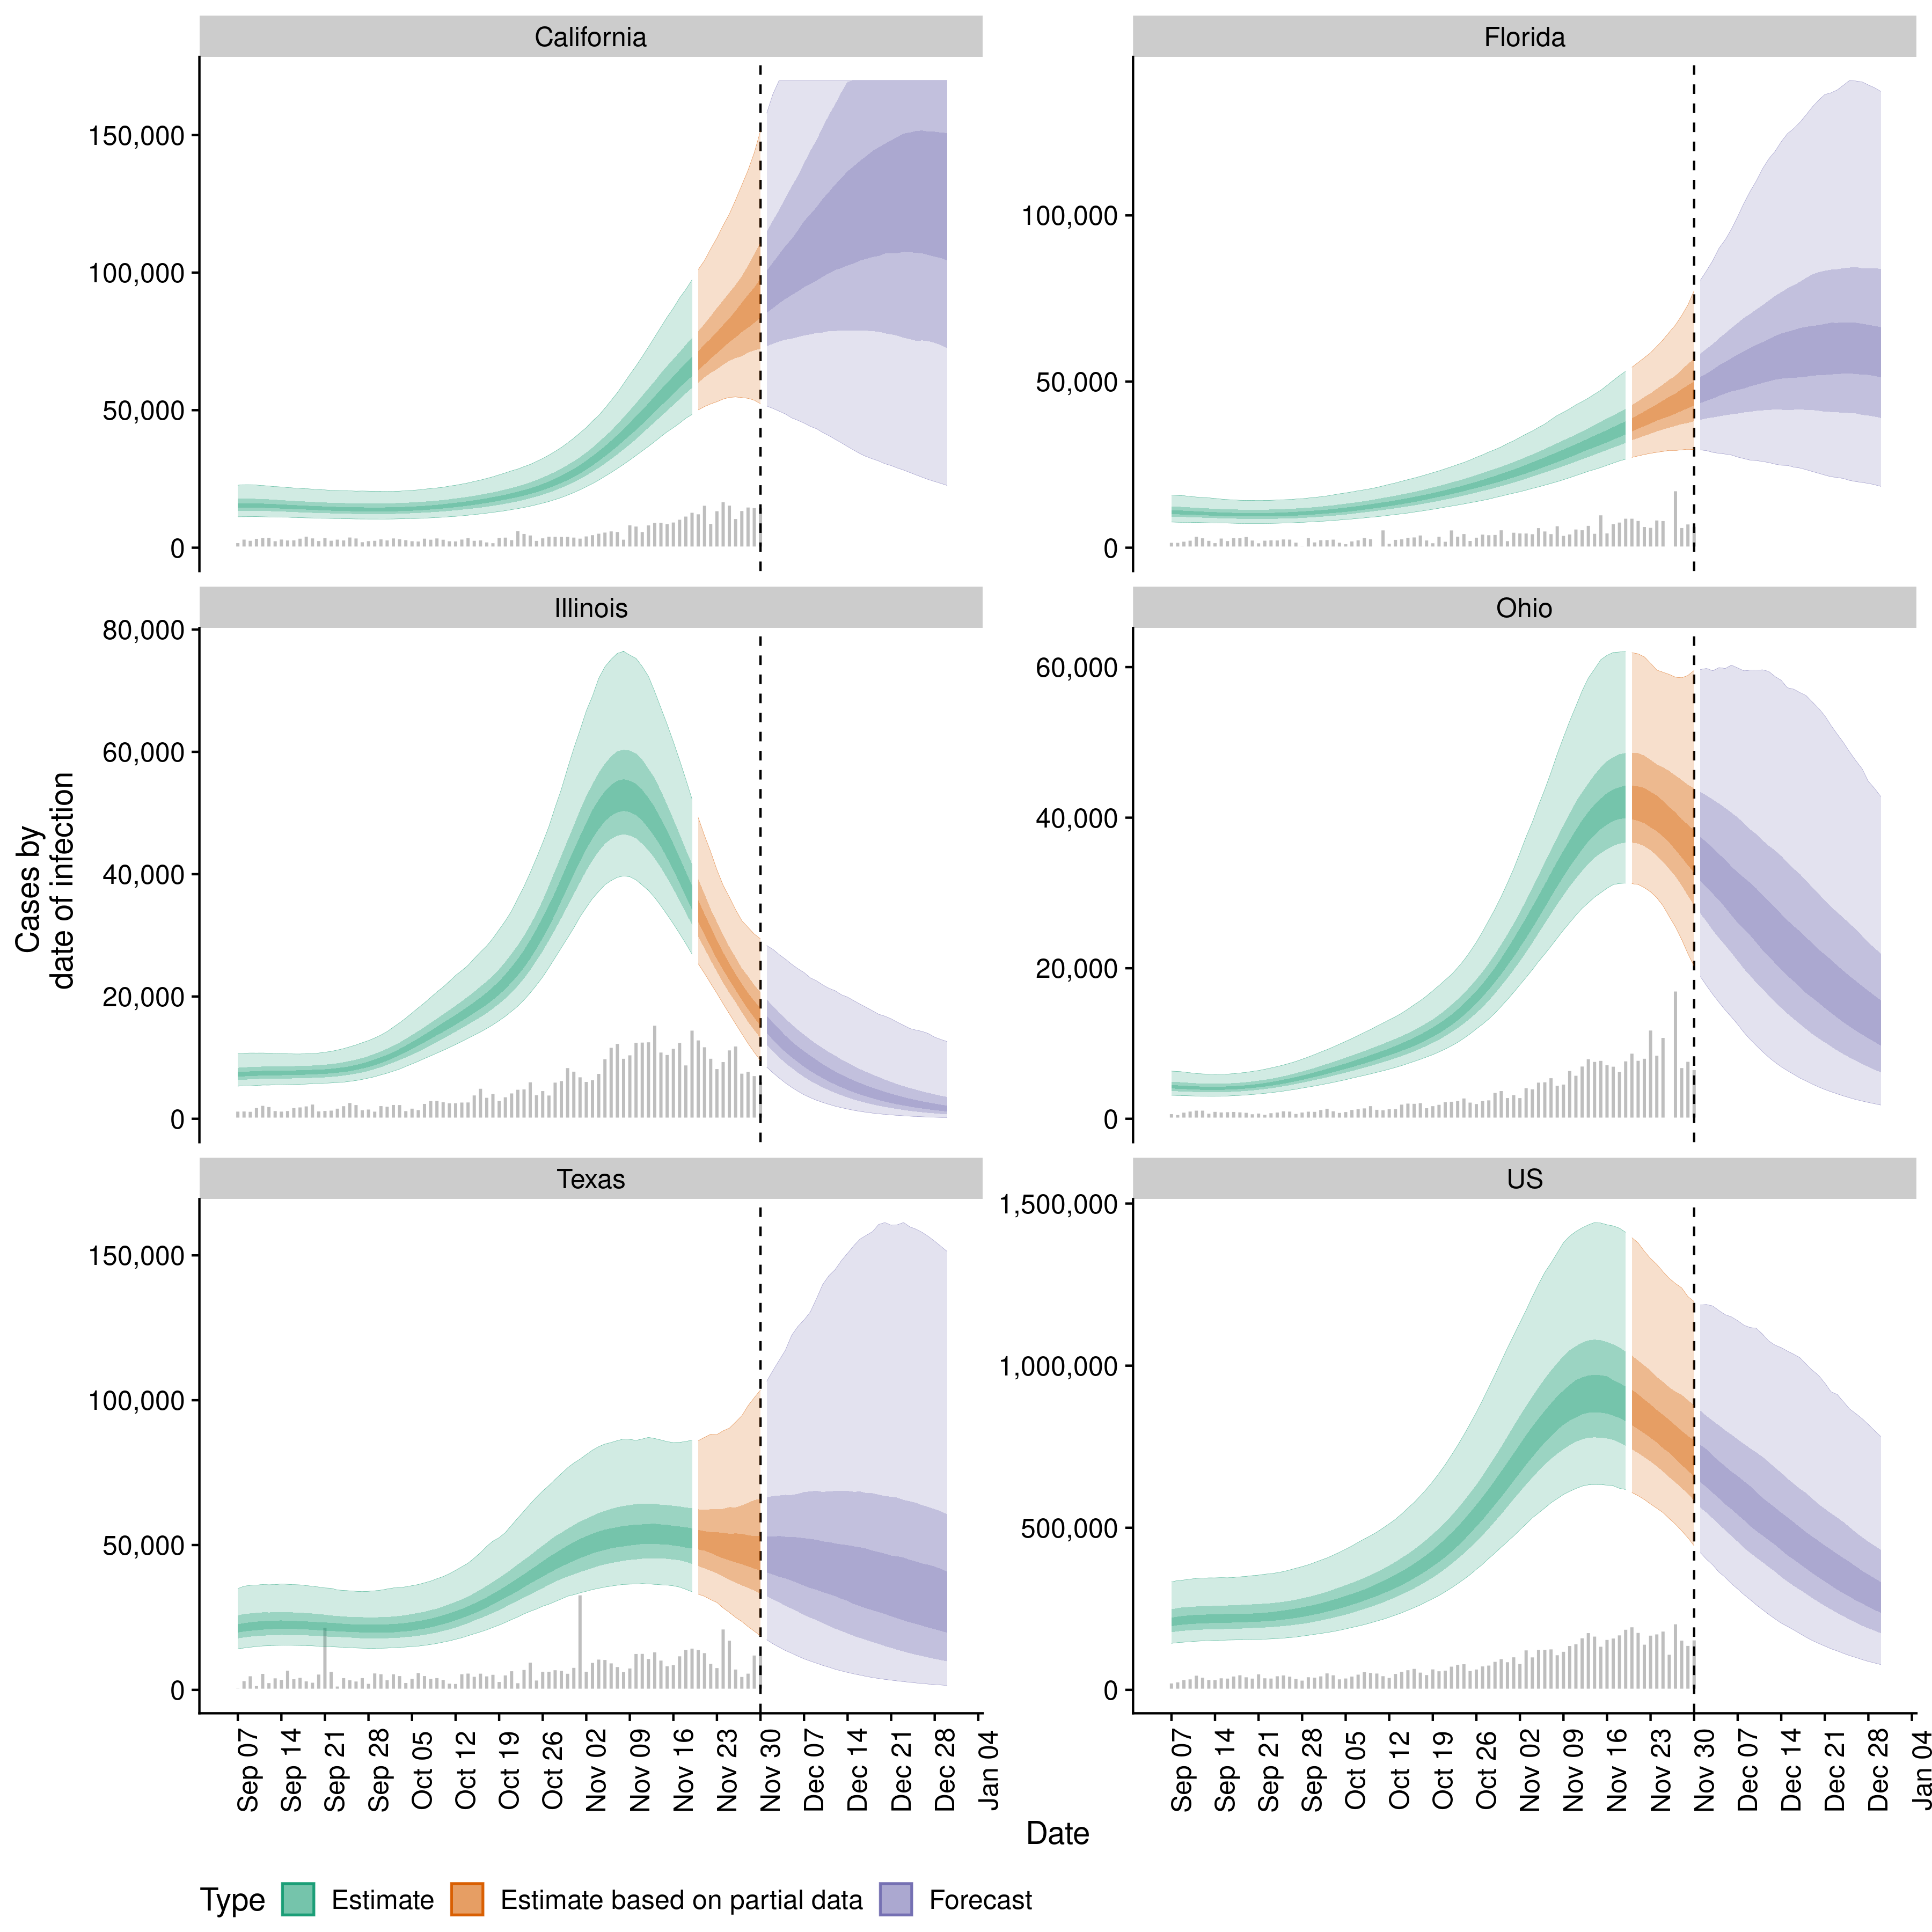 California
Florida
150,000
100,000
50,000
0
100,000
50,000
0
Illinois
Ohio
80,000
60,000
40,000
20,000
0
60,000
40,000
20,000
0
Cases by
date of infection
Texas
US
150,000
100,000
50,000
0
1,500,000
1,000,000
500,000
0
Sep 07
Sep 14
Sep 21
Sep 28
Oct 05
Oct 12
Oct 19
Oct 26
Nov 02
Nov 09
Nov 16
Nov 23
Nov 30
Dec 07
Dec 14
Dec 21
Dec 28
Jan 04
Sep 07
Sep 14
Sep 21
Sep 28
Oct 05
Oct 12
Oct 19
Oct 26
Nov 02
Nov 09
Nov 16
Nov 23
Nov 30
Dec 07
Dec 14
Dec 21
Dec 28
Jan 04
Date
Type Estimate Estimate based on partial data Forecast